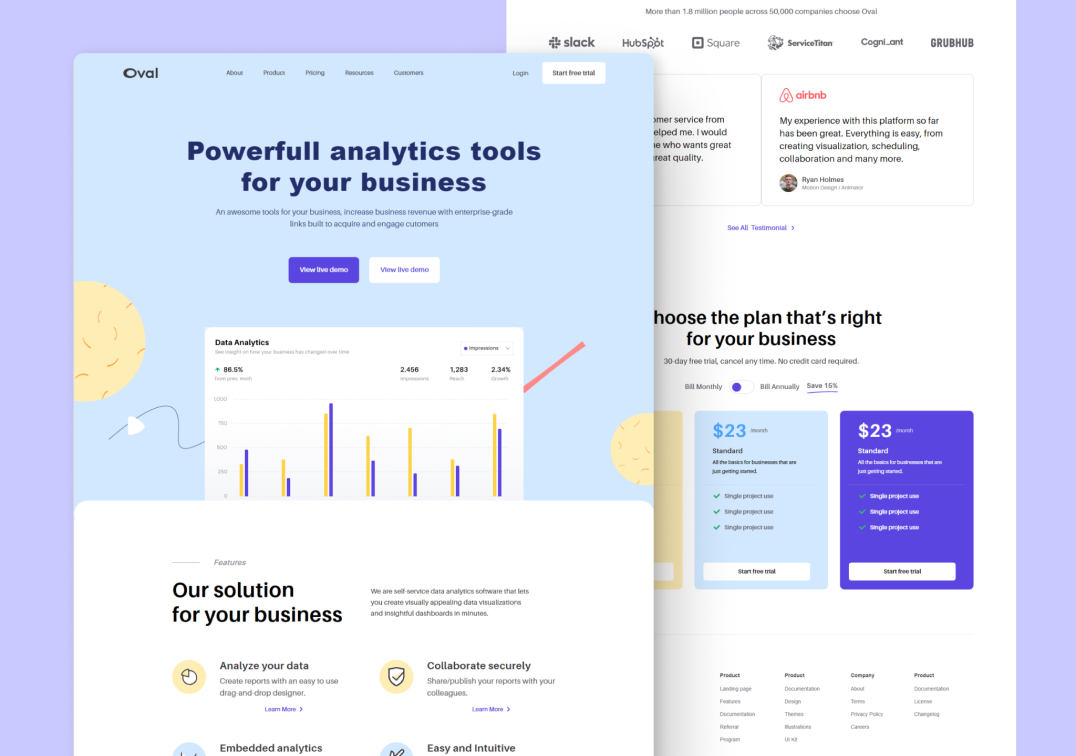 More than 1.8 million people across 50,000 companies choose Oval
slack
HubSpot
Square
ServiceTitan
Cogni_ant
GRUBHUB
Oval
About
Product
Pricing
Resources
Customers
Login
Start free trial
Powerfull analytics tools
for your business
An awesome tools for your business, increase business revenue with enterprise-grade
links built to acquire and engage cutomers
View live demo
View live demo
Data Analytics
See insight on how your business has changed over time
Impressions
86.5%
from prev. month
2,456
Impressions
1,283
Reach
2.34%
Growth
1,000
750
500
250
0
Features
Our solution
for your business
We are self-service data analytics software that lets
you create visually appealing data visualizations
and insightful dashboards in minutes.
Analyze your data
Create reports with an easy to use
drag-and-drop designer.
Learn More
Collaborate securely
Share/publish your reports with your
colleagues.
Learn More
Embedded analytics
Easy and Intuitive
omer service from
elped me. I would
e who wants great
reat quality.
airbnb
My experience with this platform so far
has been great. Everything is easy, from
creating visualization, scheduling,
collaboration and many more.
Ryan Holmes
Motion Design / Animator
See All Testimonial
hoose the plan that's right
for your business
30-day free trial, cancel any time. No credit card required.
Bill Monthly
Bill Annually
Save 15%
$23 /month
Standard
All the basics for businesses that are
just getting started.
Single project use
Single project use
Single project use
Start free trial
$23 /month
Standard
All the basics for businesses that are
just getting started.
Single project use
Single project use
Single project use
Start free trial
Product
Landing page
Features
Documentation
Referral
Program
Product
Documentation
Design
Themes
Illustrations
UI Kit
Company
About
Terms
Privacy Policy
Careers
Product
Documentation
License
Changelog